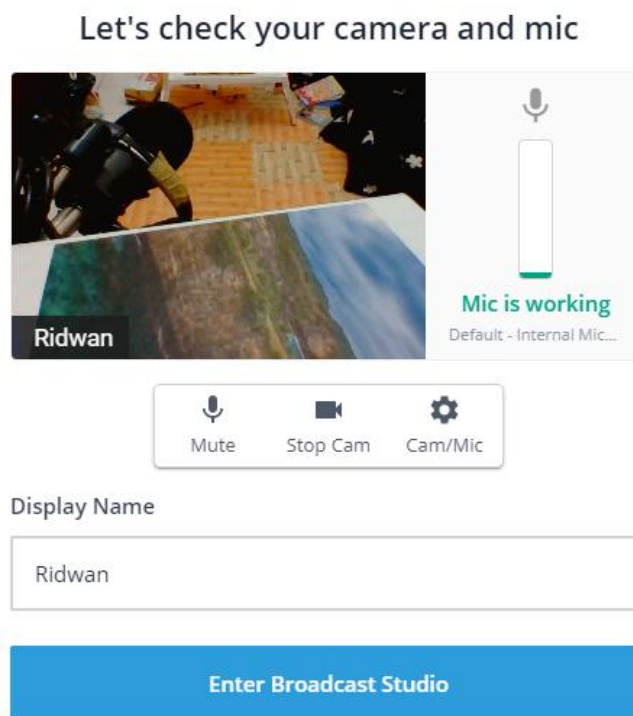 Let's check your camera and mic
Ridwan
Mic is working
Default - Internal Mic...
Mute
Stop Cam
Cam/Mic
Display Name
Ridwan
Enter Broadcast Studio